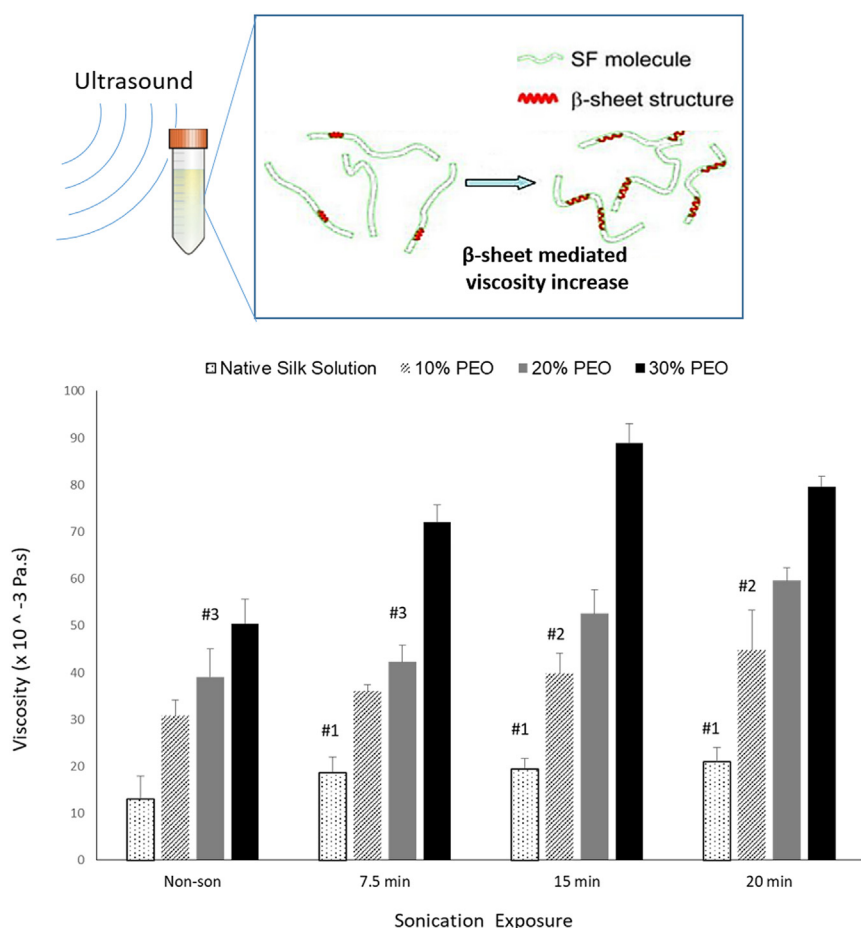 Ultrasound
SF molecule
β-sheet structure
β-sheet mediated
viscosity increase
Native Silk Solution 10% PEO 20% PEO 30% PEO
Viscosity (x 10 ^ -3 Pa.s)
100
90
80
70
60
50
40
30
20
10
0
#3
#1
#3
#1
#2
#1
#2
Non-son 7.5 min 15 min 20 min
Sonication Exposure